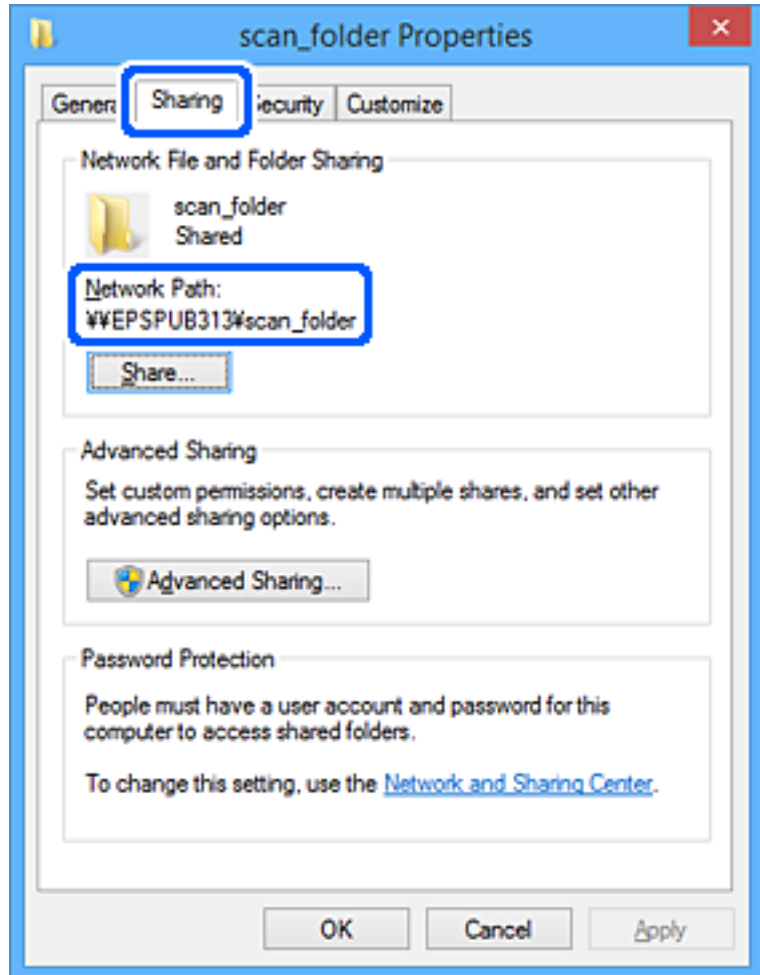 scan_folder Properties
Sharing Customize
Network File and Folder Sharing
scan_folder
Shared
Network Path:
¥¥EPSPUB313¥scan_folder
Share...
Advanced Sharing
Set custom permissions, create multiple shares, and set other
advanced sharing options.
Advanced Sharing...
Password Protection
People must have a user account and password for this
computer to access shared folders.
To change this setting, use the Network and Sharing Center.
OK Cancel Apply